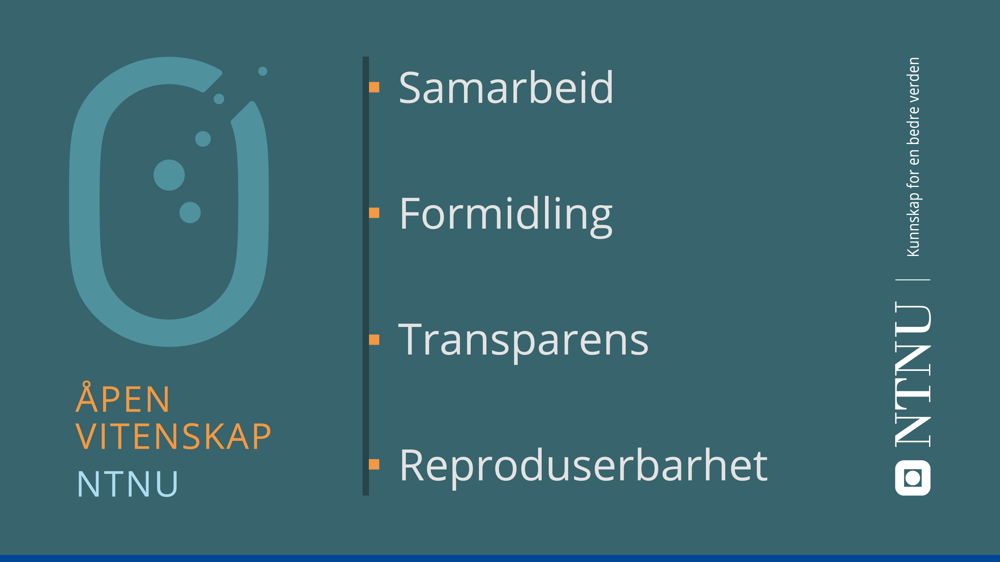 ÅPEN
VITENSKAP
NTNU
Samarbeid
Formidling
Transparens
Reproduserbarhet
NTNU
Kunnskap for en bedre verden